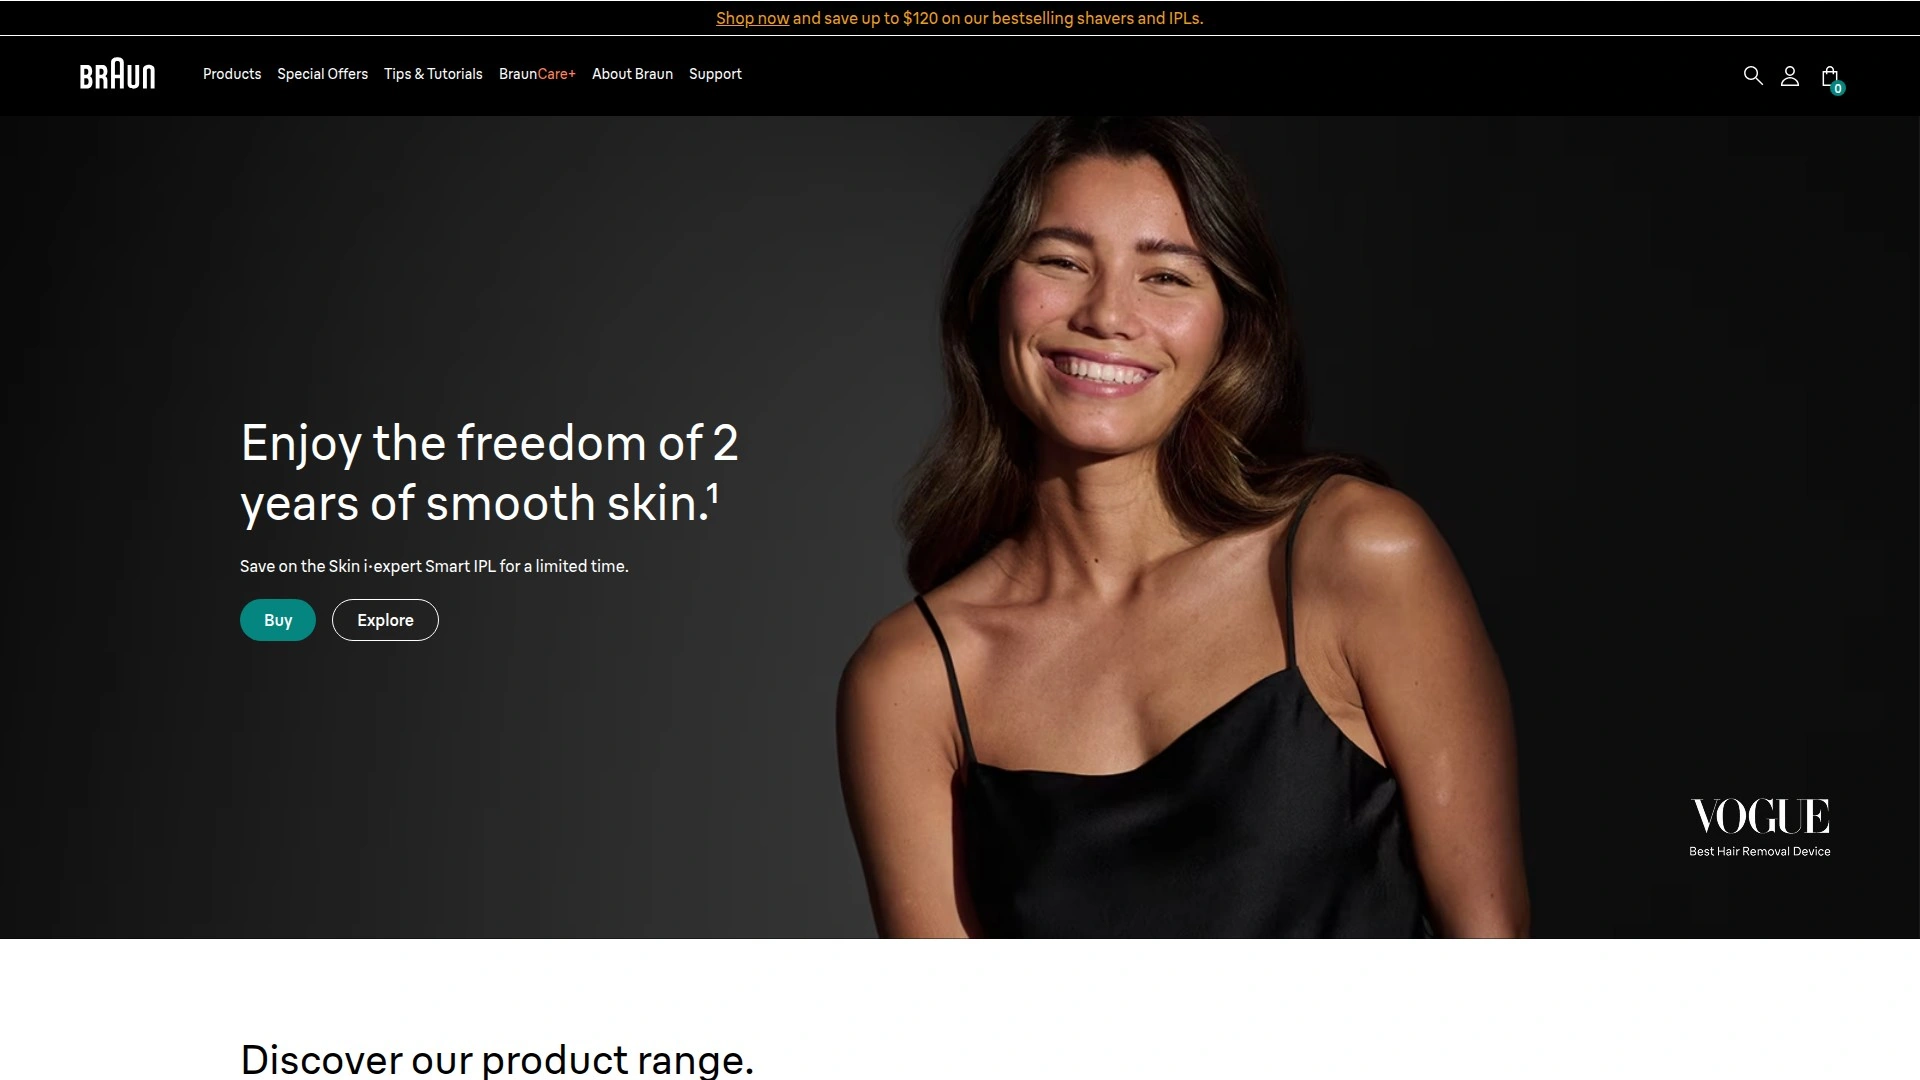 Shop now and save up to $120 on our bestselling shavers and IPLs.
BRAUN
Products
Special Offers
Tips & Tutorials
BraunCare+
About Braun
Support
0
Enjoy the freedom of 2
years of smooth skin.¹
Save on the Skin i·expert Smart IPL for a limited time.
Buy
Explore
VOGUE
Best Hair Removal Device
Discover our product range.